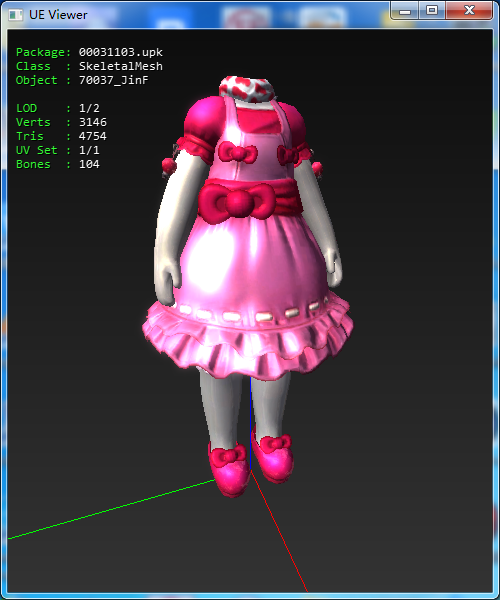 UE Viewer
Package: 00031103.upk
Class : SkeletalMesh
Object : 70037_JinF
LOD : 1/2
Verts : 3146
Tris : 4754
UV Set : 1/1
Bones : 104